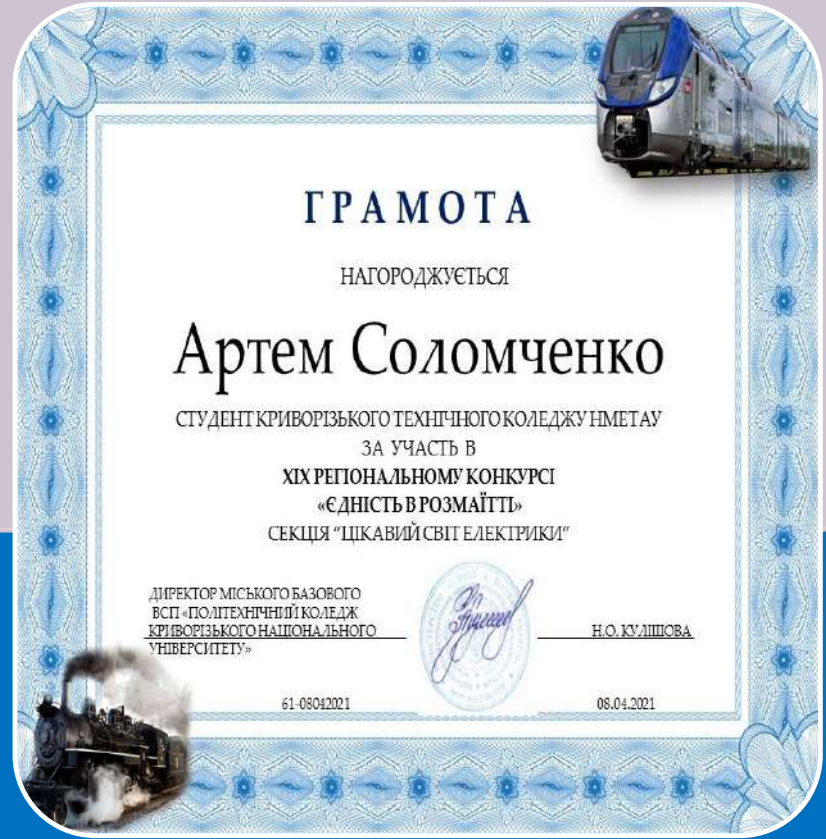 ГРАМОТА
НАГОРОДЖУЄТЬСЯ
Артем Соломченко
СТУДЕНТ КРИВОРІЗЬКОГО ТЕХНІЧНОГО КОЛЕДЖУ НМЕТАУ
ЗА УЧАСТЬ В
ХІХ РЕГІОНАЛЬНОМУ КОНКУРСІ
«ЄДНІСТЬ В РОЗМАЇТТІ»
СЕКЦІЯ “ЦІКАВИЙ СВІТ ЕЛЕКТРИКИ”
ДИРЕКТОР МІСЬКОГО БАЗОВОГО
ВСП «ПОЛІТЕХНІЧНИЙ КОЛЕДЖ
КРИВОРІЗЬКОГО НАЦІОНАЛЬНОГО
УНІВЕРСИТЕТУ»
Н.О. КУЛІШОВА
61-08042021
08.04.2021